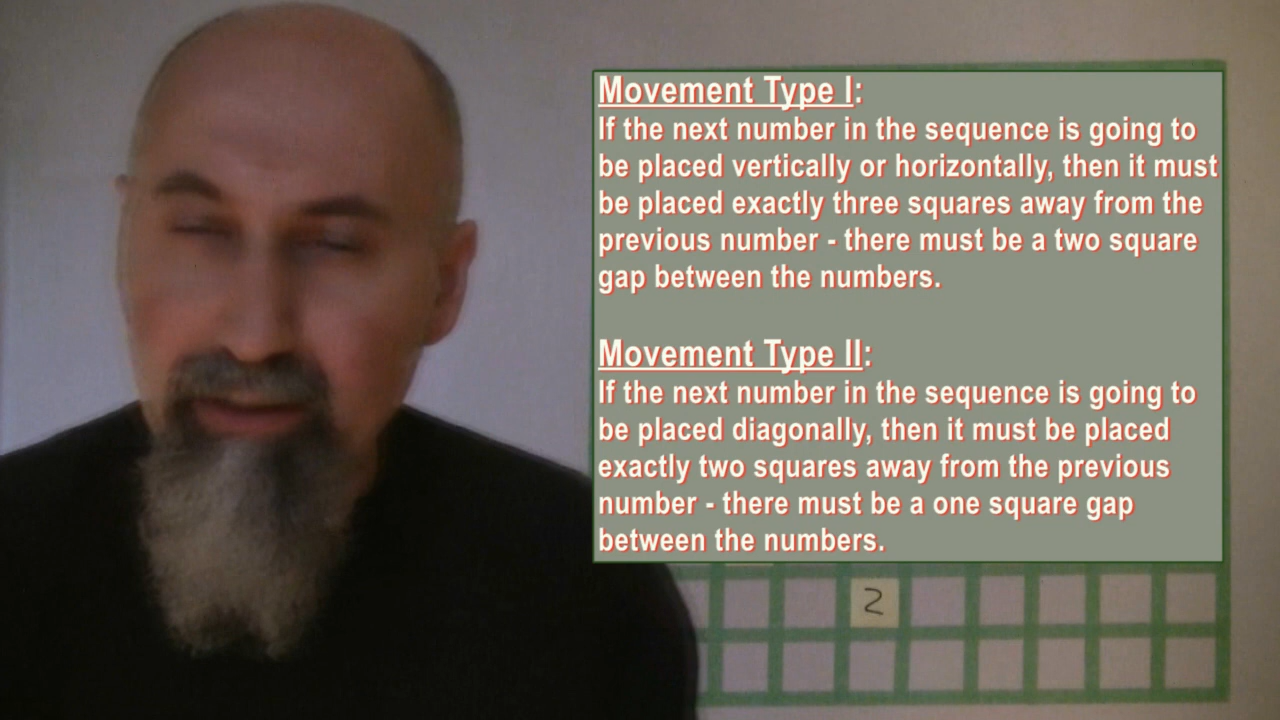 Movement Type I:
If the next number in the sequence is going to
be placed vertically or horizontally, then it must
be placed exactly three squares away from the
previous number - there must be a two square
gap between the numbers.
Movement Type II:
If the next number in the sequence is going to
be placed diagonally, then it must be placed
exactly two squares away from the previous
number - there must be a one square gap
between the numbers.
2